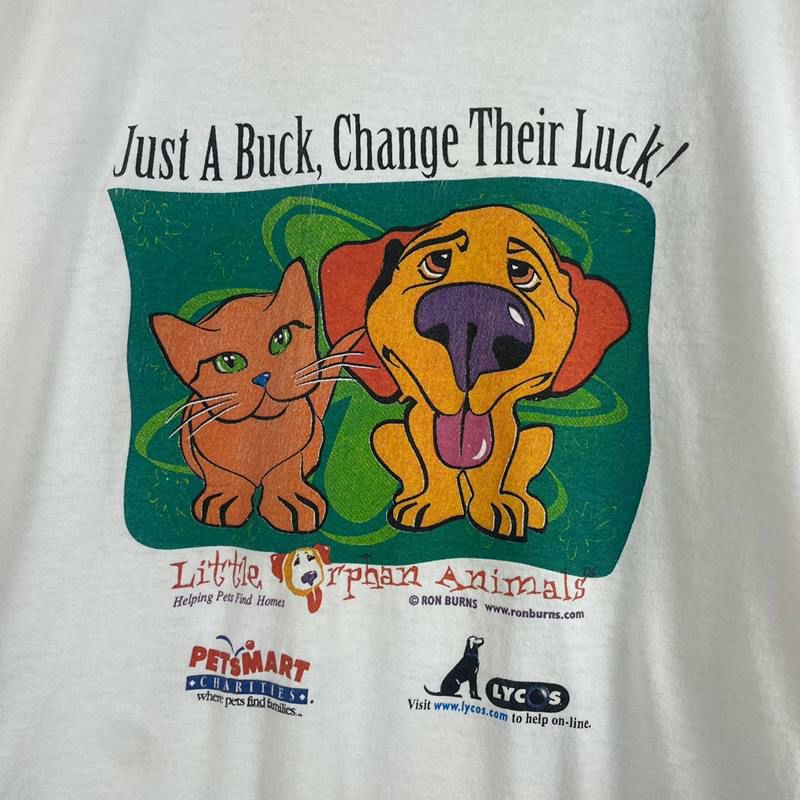 Just A Buck, Change Their Luck!
Little Orphan Animals™
Helping Pets Find Homes
© RON BURNS www.ronburns.com
PETsMART
CHARITIES
where pets find families...
LYCOS
Visit www.lycos.com to help on-line.